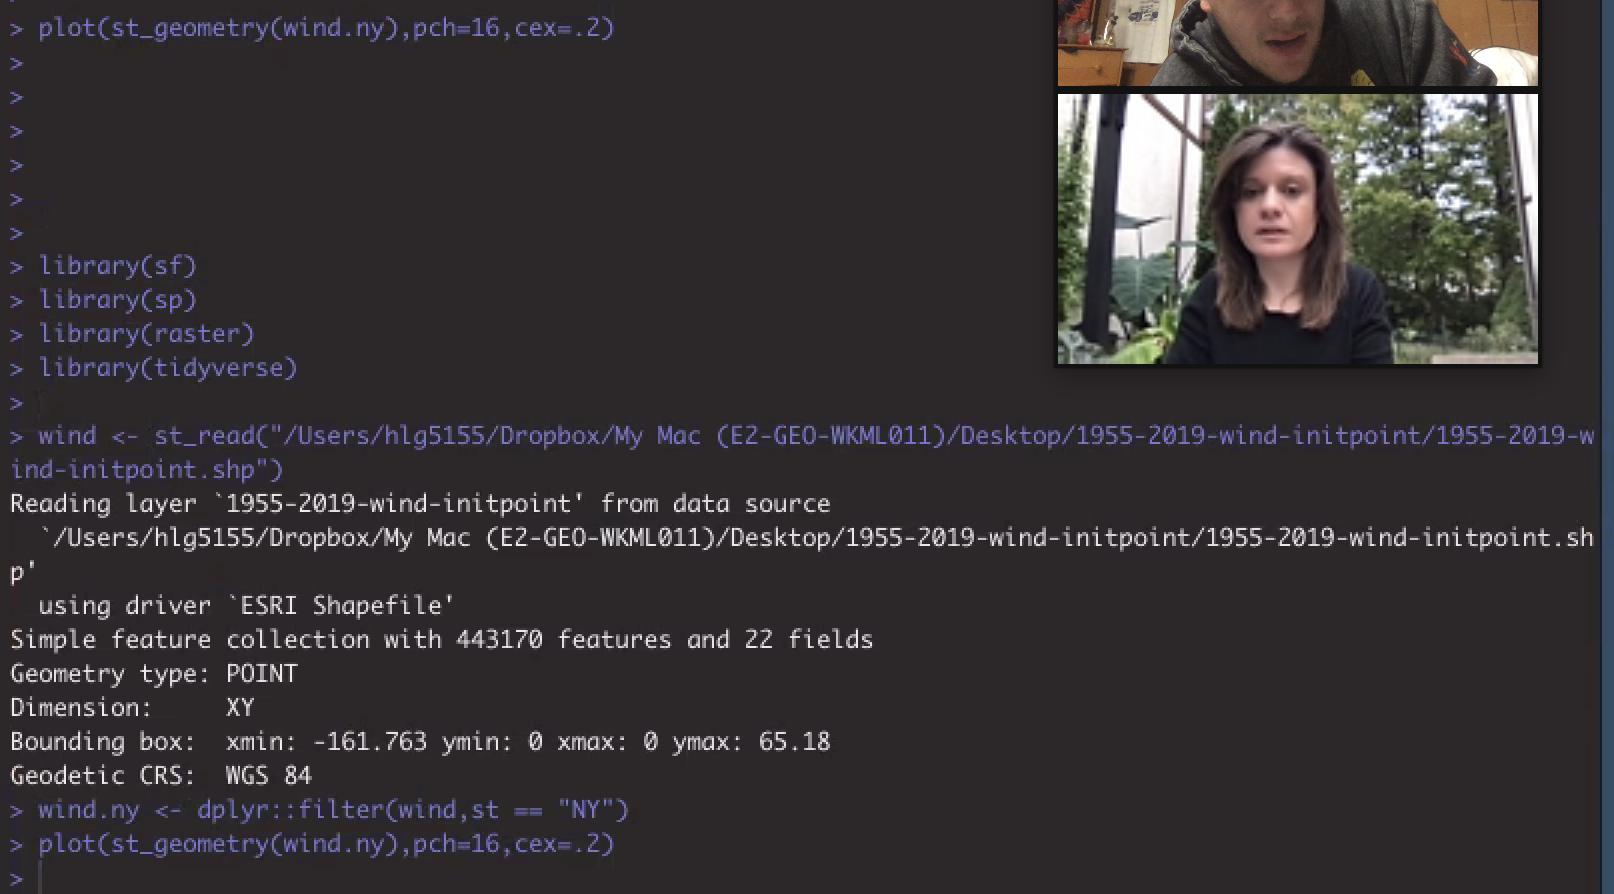 > plot(st_geometry(wind.ny),pch=16,cex=.2)
>
>
>
>
>
>
> library(sf)
> library(sp)
> library(raster)
> library(tidyverse)
>
> wind <- st_read("/Users/hlg5155/Dropbox/My Mac (E2-GEO-WKML011)/Desktop/1955-2019-wind-initpoint/1955-2019-w
ind-initpoint.shp")
Reading layer `1955-2019-wind-initpoint' from data source
  `/Users/hlg5155/Dropbox/My Mac (E2-GEO-WKML011)/Desktop/1955-2019-wind-initpoint/1955-2019-wind-initpoint.sh
p'
  using driver `ESRI Shapefile'
Simple feature collection with 443170 features and 22 fields
Geometry type: POINT
Dimension:     XY
Bounding box:  xmin: -161.763 ymin: 0 xmax: 0 ymax: 65.18
Geodetic CRS:  WGS 84
> wind.ny <- dplyr::filter(wind,st == "NY")
> plot(st_geometry(wind.ny),pch=16,cex=.2)
>